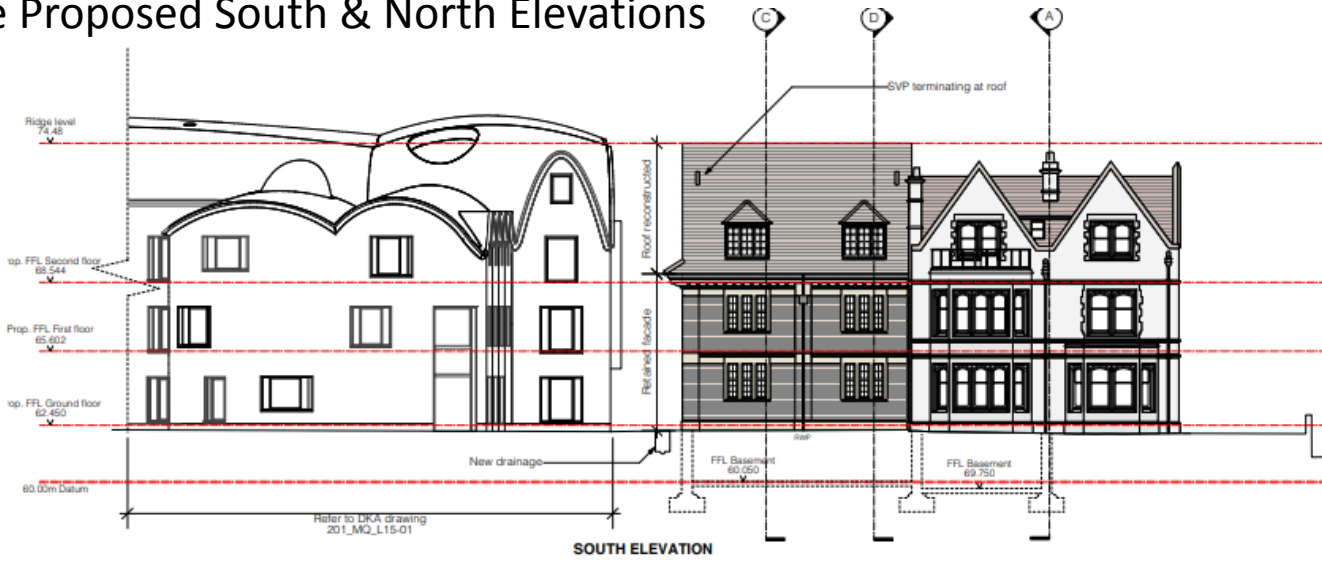 e Proposed South & North Elevations
C
D
A
SVP terminating at roof
Ridge level
74.48
Roof reconstructed
op. FFL Second floor
68.544
Prop. FFL First floor
65.602
Retained facade
op. FFL Ground floor
62.450
RWP
New drainage
FFL Basement
60.050
FFL Basement
69.750
60.00m Datum
Refer to DKA drawing
201_MQ_L15-01
SOUTH ELEVATION